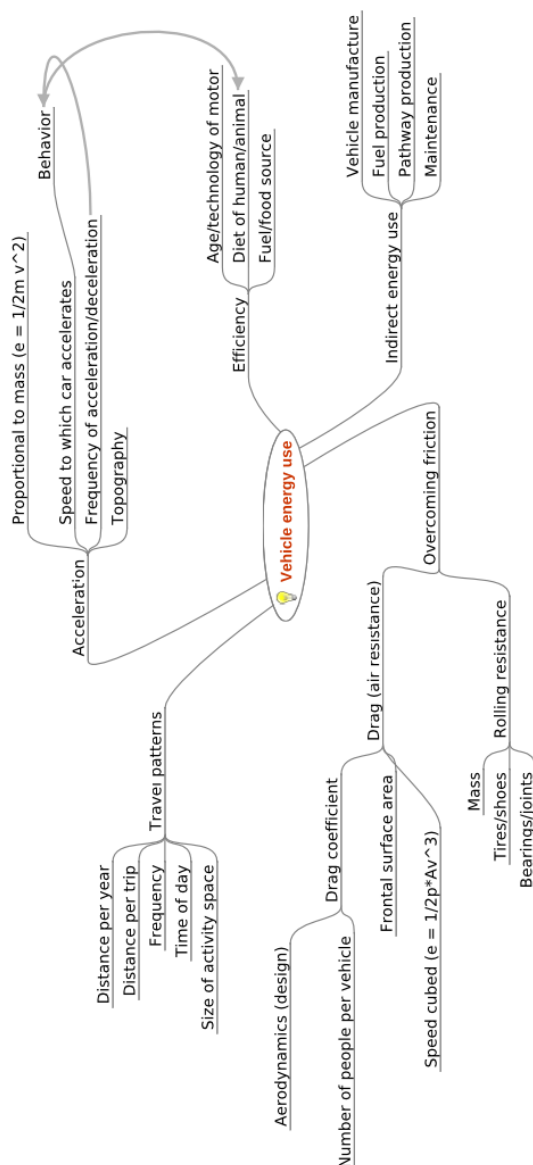 Vehicle energy use
Acceleration
Proportional to mass (e = 1/2m v^2)
Speed to which car accelerates
Behavior
Frequency of acceleration/deceleration
Topography
Efficiency
Age/technology of motor
Diet of human/animal
Fuel/food source
Indirect energy use
Vehicle manufacture
Fuel production
Pathway production
Maintenance
Travel patterns
Distance per year
Distance per trip
Frequency
Time of day
Size of activity space
Overcoming friction
Drag (air resistance)
Drag coefficient
Aerodynamics (design)
Number of people per vehicle
Frontal surface area
Speed cubed (e = 1/2p*Av^3)
Rolling resistance
Mass
Tires/shoes
Bearings/joints